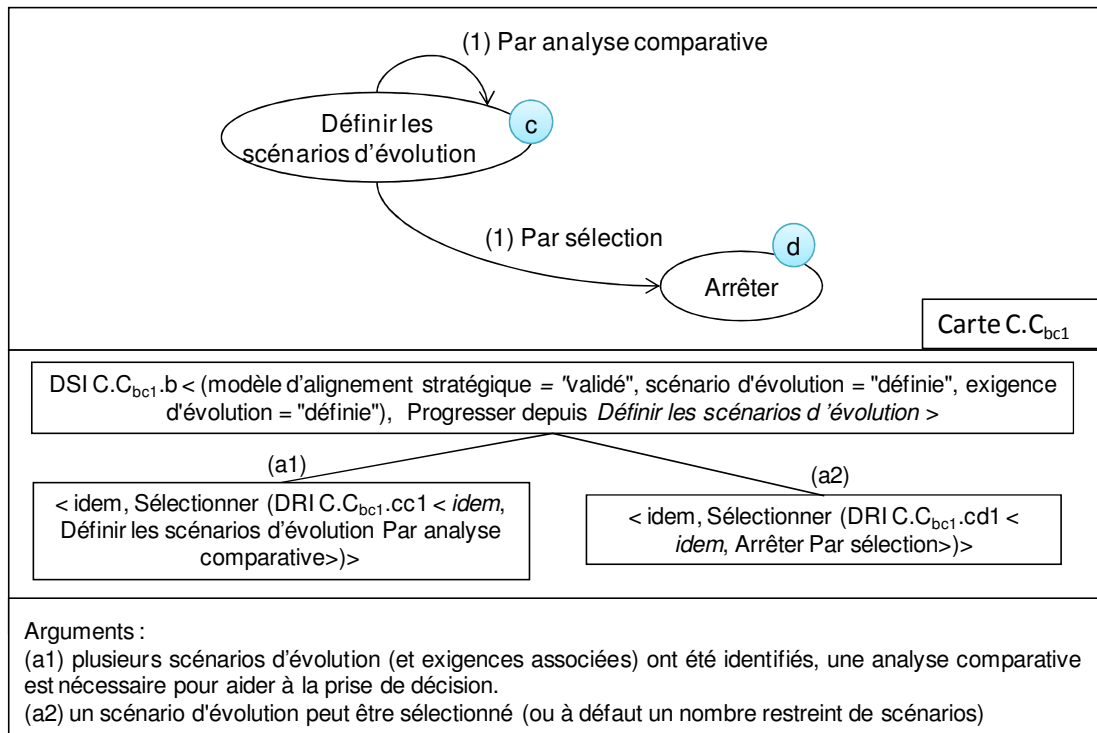 (1) Par analyse comparative
Définir les
scénarios d'évolution
c
(1) Par sélection
d
Arrêter
Carte C.Cbc1
DSI C.Cbc1.b < (modèle d'alignement stratégique = "validé", scénario d'évolution = "définie", exigence
d'évolution = "définie"), Progresser depuis Définir les scénarios d 'évolution >
(a1)
(a2)
< idem, Sélectionner (DRI C.Cbc1.cc1 < idem,
Définir les scénarios d'évolution Par analyse
comparative>)>
< idem, Sélectionner (DRI C.Cbc1.cd1 <
idem, Arrêter Par sélection>)>
Arguments :
(a1) plusieurs scénarios d'évolution (et exigences associées) ont été identifiés, une analyse comparative
est nécessaire pour aider à la prise de décision.
(a2) un scénario d'évolution peut être sélectionné (ou à défaut un nombre restreint de scénarios)